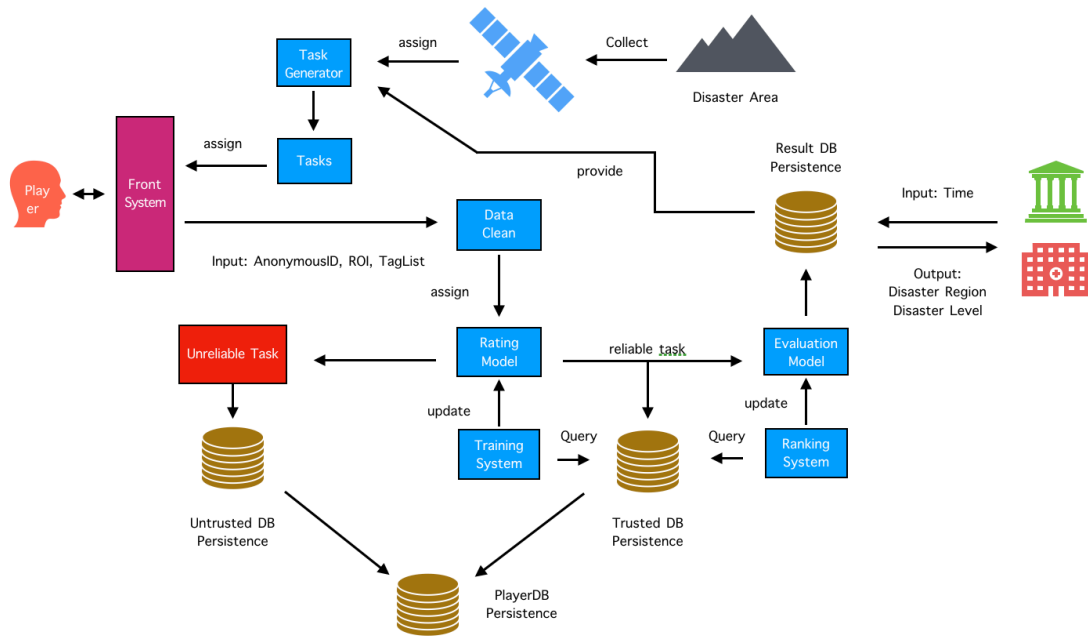 Task
Generator
assign
Collect
Disaster Area
assign
Tasks
Play
er
Front
System
Result DB
Persistence
provide
Input: Time
Data
Clean
Input: AnonymousID, ROI, TagList
Output:
Disaster Region
Disaster Level
assign
Unreliable Task
Rating
Model
reliable task
Evaluation
Model
update
update
Training
System
Query
Query
Ranking
System
Untrusted DB
Persistence
Trusted DB
Persistence
PlayerDB
Persistence